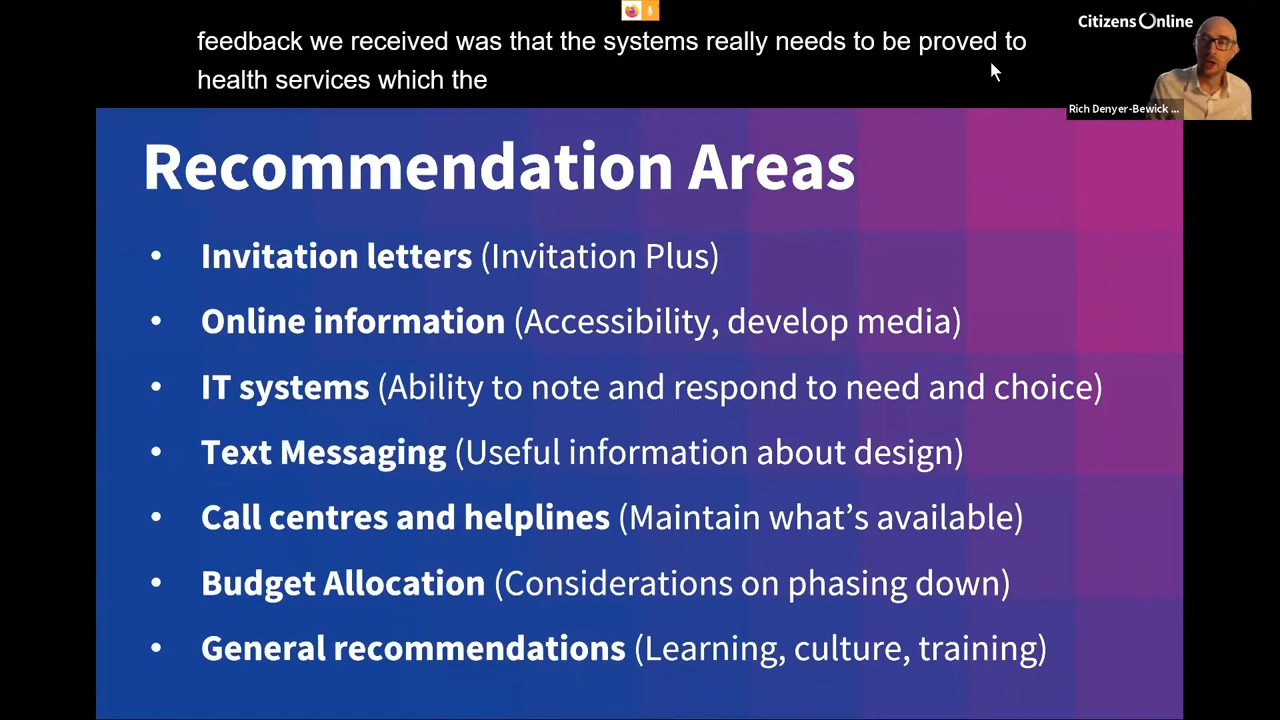 feedback we received was that the systems really needs to be proved to
health services which the
Citizens Online
Rich Denyer-Bewick ...
Recommendation Areas
• Invitation letters (Invitation Plus)
• Online information (Accessibility, develop media)
• IT systems (Ability to note and respond to need and choice)
• Text Messaging (Useful information about design)
• Call centres and helplines (Maintain what’s available)
• Budget Allocation (Considerations on phasing down)
• General recommendations (Learning, culture, training)